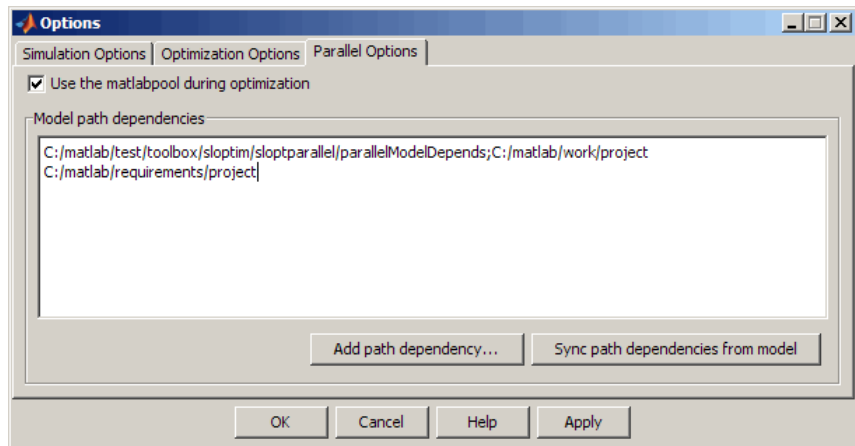 Options
Simulation Options Optimization Options Parallel Options
Use the matlabpool during optimization
Model path dependencies
C:/matlab/test/toolbox/sloptim/sloptparallel/parallelModelDepends;C:/matlab/work/project
C:/matlab/requirements/project
Add path dependency... Sync path dependencies from model
OK Cancel Help Apply